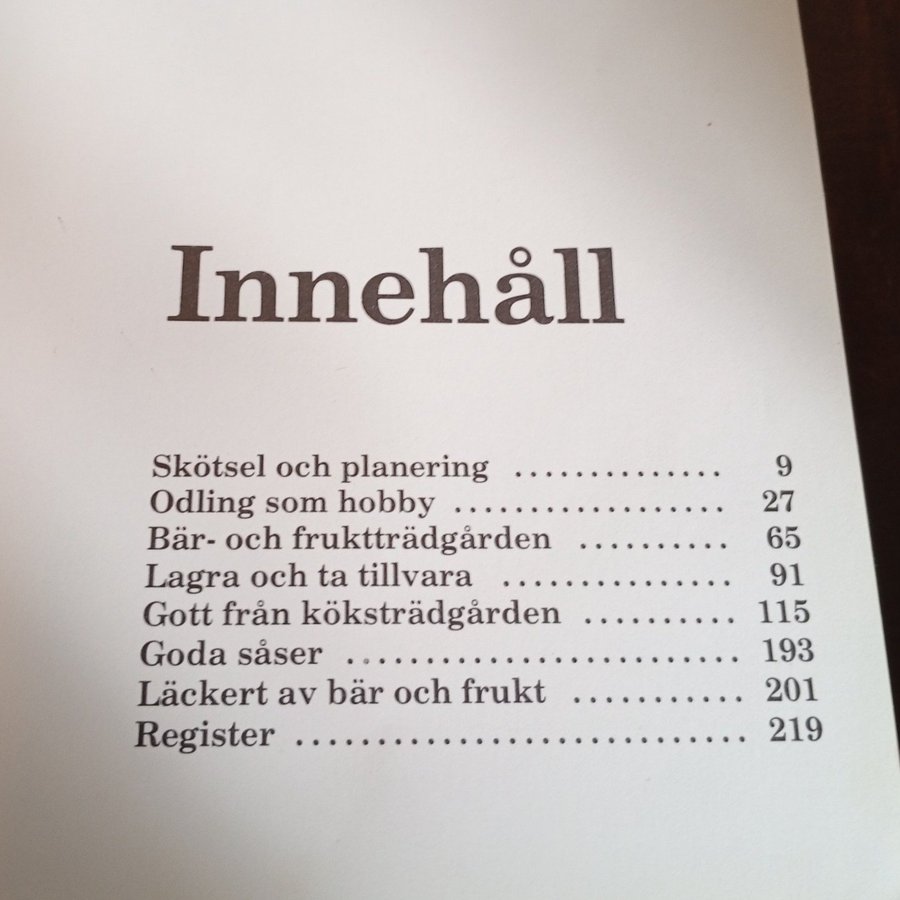 Innehåll
Skötsel och planering .............. 9
Odling som hobby ................... 27
Bär- och fruktträdgården .......... 65
Lagra och ta tillvara ............... 91
Gott från köksträdgården .......... 115
Goda såser .......................... 193
Läckert av bär och frukt ........... 201
Register ............................. 219